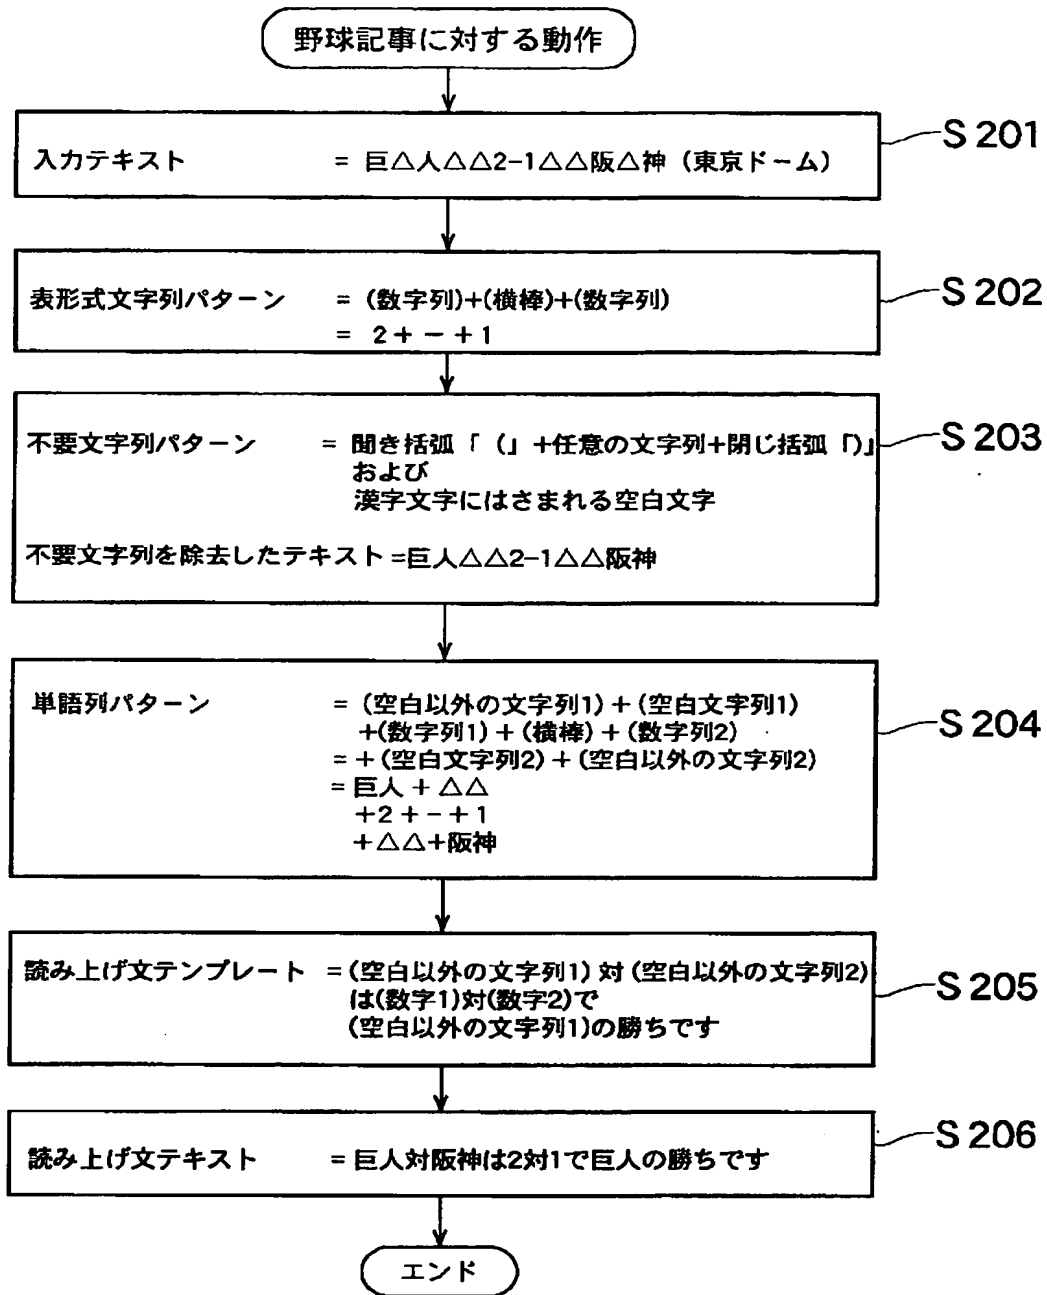 野球記事に対する動作
S201
入力テキスト = 巨△人△△2-1△△阪△神（東京ドーム）
S202
表形式文字列パターン = (数字列)+(横棒)+(数字列)
= 2+－+1
S203
不要文字列パターン = 聞き括弧「（」+任意の文字列+閉じ括弧「)」
および
漢字文字にはさまれる空白文字
不要文字列を除去したテキスト=巨人△△2-1△△阪神
S204
単語列パターン = (空白以外の文字列1)+(空白文字列1)
+(数字列1)+(横棒)+(数字列2)
=+(空白文字列2)+(空白以外の文字列2)
=巨人+△△
+2+-+1
+△△+阪神
S205
読み上げ文テンプレート =(空白以外の文字列1)対(空白以外の文字列2)
は(数字1)対(数字2)で
(空白以外の文字列1)の勝ちです
S206
読み上げ文テキスト =巨人対阪神は2対1で巨人の勝ちです
エンド